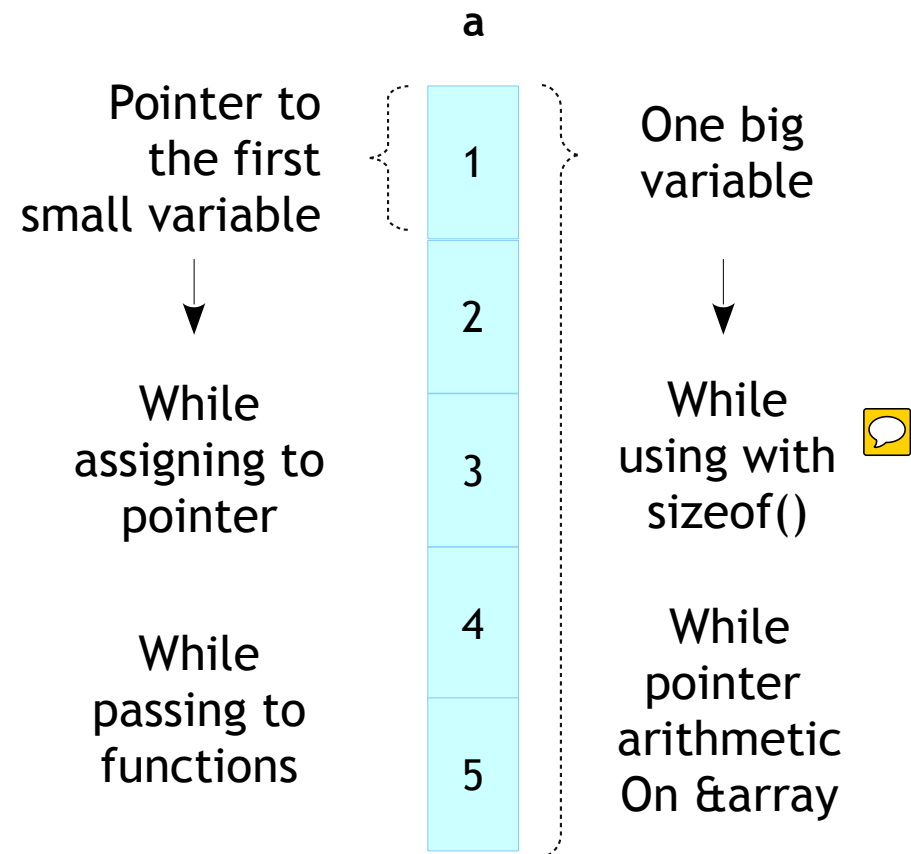 a
Pointer to
the first
small variable
While
assigning to
pointer
While
passing to
functions
1
2
3
4
5
One big
variable
While
using with
sizeof()
While
pointer
arithmetic
On &array